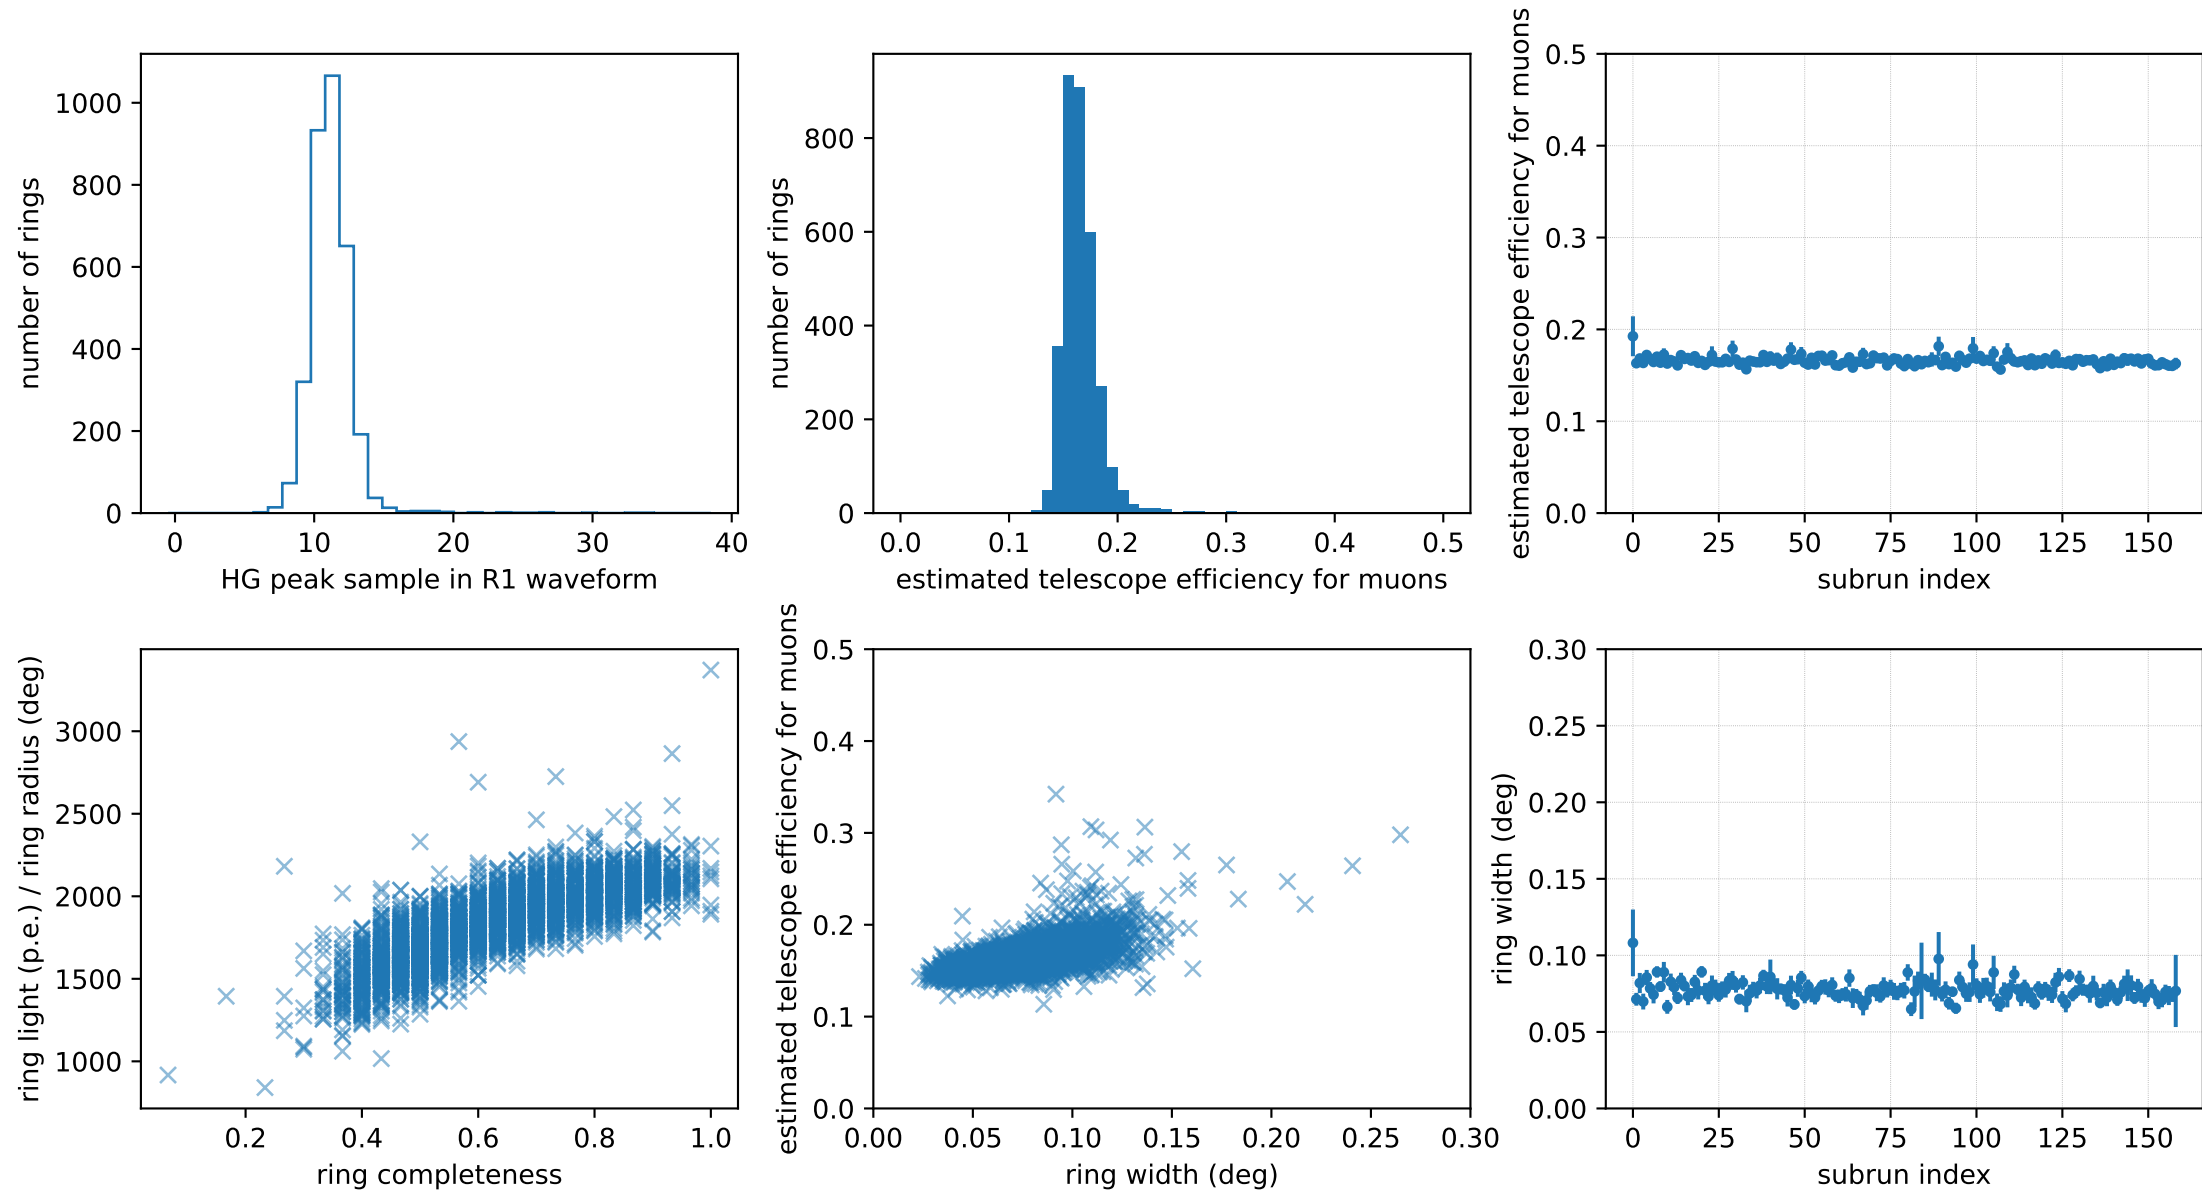 number of rings
1000
800
600
400
200
0
0 10 20 30 40
HG peak sample in R1 waveform
number of rings
800
600
400
200
0
0.0 0.1 0.2 0.3 0.4 0.5
estimated telescope efficiency for muons
estimated telescope efficiency for muons
0.5
0.4
0.3
0.2
0.1
0.0
0 25 50 75 100 125 150
subrun index
ring light (p.e.) / ring radius (deg)
3000
2500
2000
1500
1000
0.2 0.4 0.6 0.8 1.0
ring completeness
estimated telescope efficiency for muons
0.5
0.4
0.3
0.2
0.1
0.0
0.00 0.05 0.10 0.15 0.20 0.25 0.30
ring width (deg)
ring width (deg)
0.30
0.25
0.20
0.15
0.10
0.05
0.00
0 25 50 75 100 125 150
subrun index